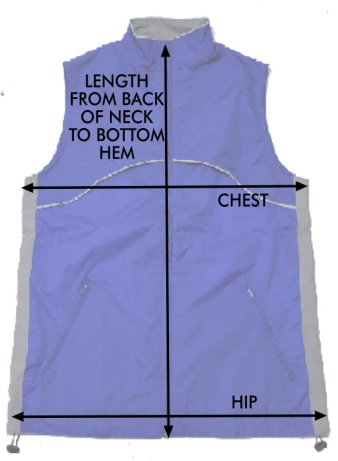 LENGTH
FROM BACK
OF NECK
TO BOTTOM
HEM
CHEST
HIP